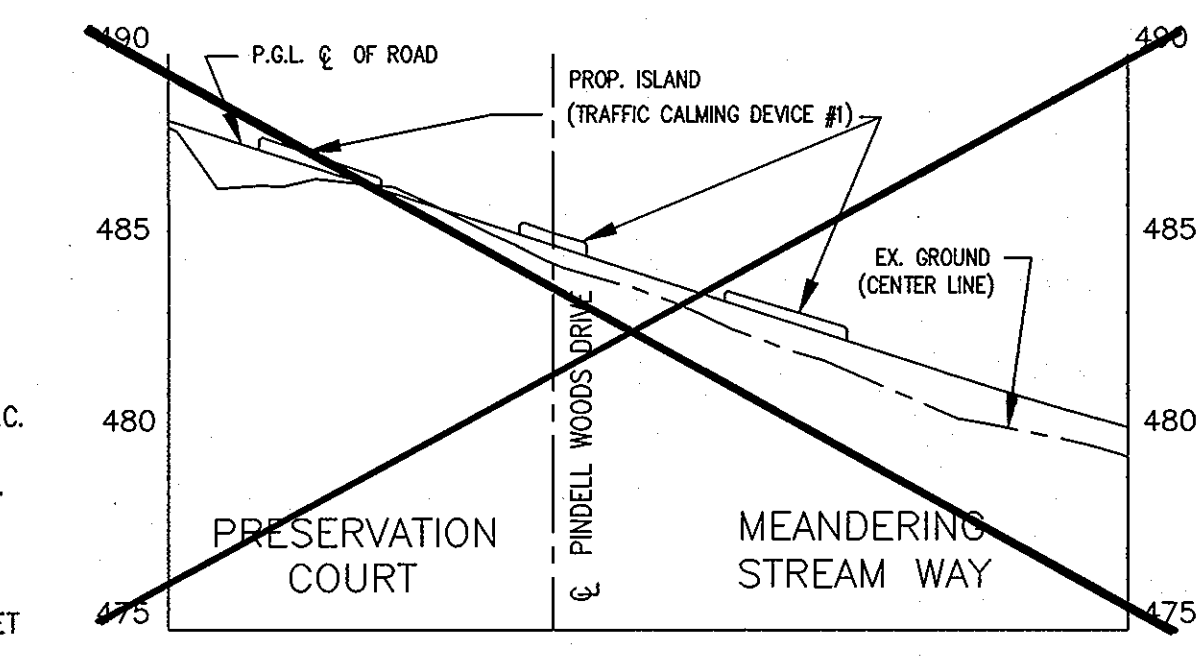 490
490
P.G.L. ℄ OF ROAD
PROP. ISLAND
(TRAFFIC CALMING DEVICE #1)
485
485
EX. GROUND
(CENTER LINE)
C.
480
480
℄ PINDELL WOODS DRIVE
PRESERVATION
COURT
MEANDERING
STREAM WAY
475
475
ET